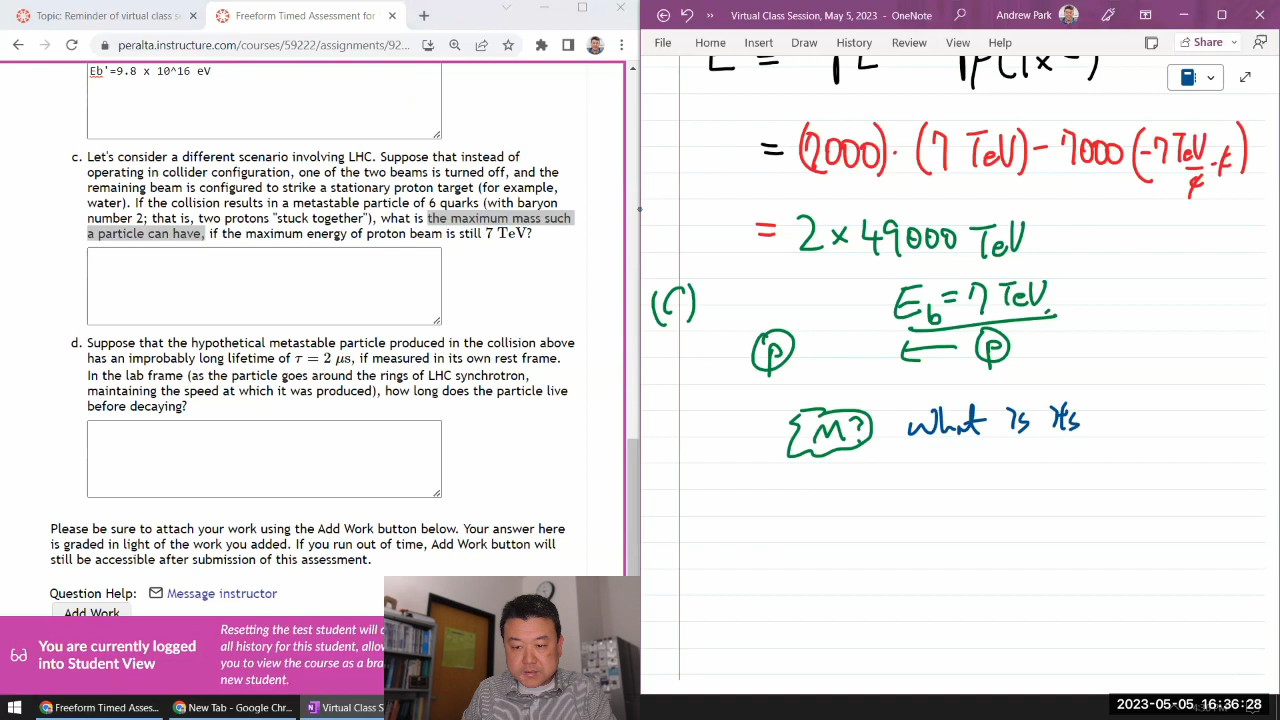 Topic: Reminder of virtual class s
Freeform Timed Assessment for
peralta.instructure.com/courses/59222/assignments/92...
Eb'=9.8 x 10^16 eV
c. Let's consider a different scenario involving LHC. Suppose that instead of
operating in collider configuration, one of the two beams is turned off, and the
remaining beam is configured to strike a stationary proton target (for example,
water). If the collision results in a metastable particle of 6 quarks (with baryon
number 2; that is, two protons "stuck together"), what is the maximum mass such
a particle can have, if the maximum energy of proton beam is still 7 TeV?
d. Suppose that the hypothetical metastable particle produced in the collision above
has an improbably long lifetime of τ = 2 μs, if measured in its own rest frame.
In the lab frame (as the particle goes around the rings of LHC synchrotron,
maintaining the speed at which it was produced), how long does the particle live
before decaying?
Please be sure to attach your work using the Add Work button below. Your answer here
is graded in light of the work you added. If you run out of time, Add Work button will
still be accessible after submission of this assessment.
Question Help: Message instructor
Add Work
You are currently logged
into Student View
Resetting the test student will c
all history for this student, allow
you to view the course as a bra
new student.
Freeform Timed Asses...
New Tab - Google Chr...
Virtual Class S
Virtual Class Session, May 5, 2023 - OneNote
Andrew Park
File Home Insert Draw History Review View Help Share
= (7000) · (7 TeV) - 7000 (-7 TeV/c · c)
= 2 × 49000 TeV
(C) E_b = 7 TeV.
P ← P
M? What is its
2023-05-05 16:36:28